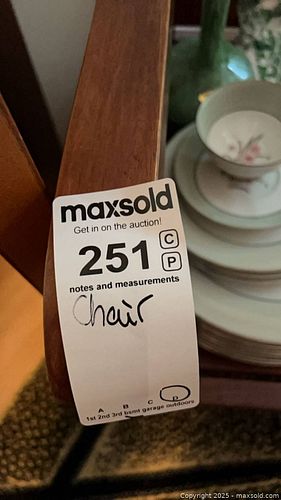 maxsold
Get in on the auction!
251 C
P
notes and measurements
Chair
A B C D
1st 2nd 3rd bsmt garage outdoors
Copyright 2025 - maxsold.com